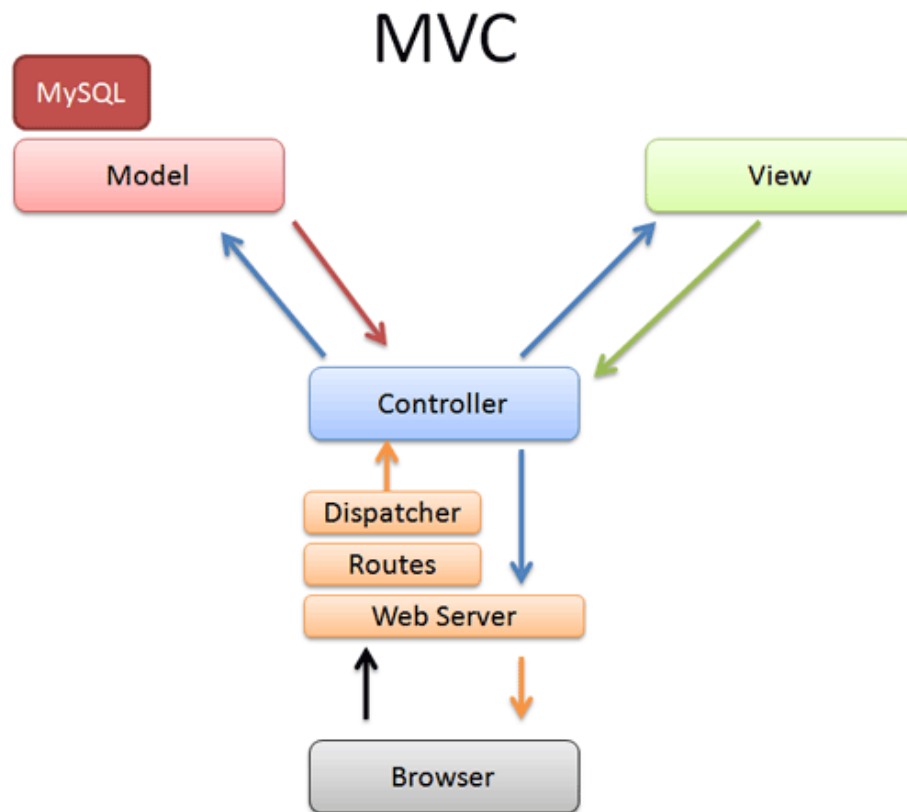 MVC
MySQL
Model
View
Controller
Dispatcher
Routes
Web Server
Browser